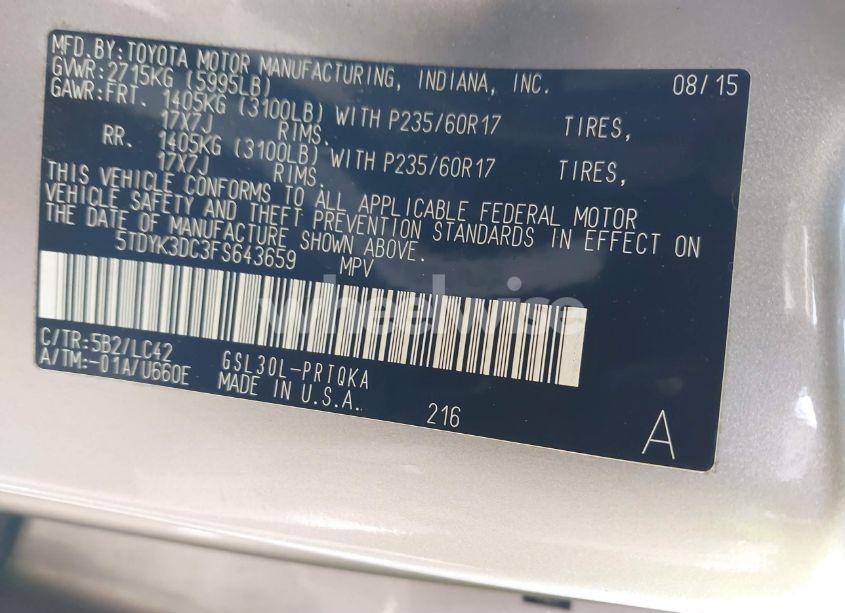 MFD.BY:TOYOTA MOTOR MANUFACTURING, INDIANA, INC. 08/15
GVWR:2715KG (5995LB)
GAWR:FRT. 1405KG (3100LB) WITH P235/60R17 TIRES,
17X7J RIMS.
RR. 1405KG (3100LB) WITH P235/60R17 TIRES,
17X7J RIMS.
THIS VEHICLE CONFORMS TO ALL APPLICABLE FEDERAL MOTOR
VEHICLE SAFETY AND THEFT PREVENTION STANDARDS IN EFFECT ON
THE DATE OF MANUFACTURE SHOWN ABOVE.
5TDYK3DC3FS643659 MPV
wheelwise
C/TR:5B2/LC42 GSL30L-PRTQKA
A/TM:-01A/U660E MADE IN U.S.A. 216 A